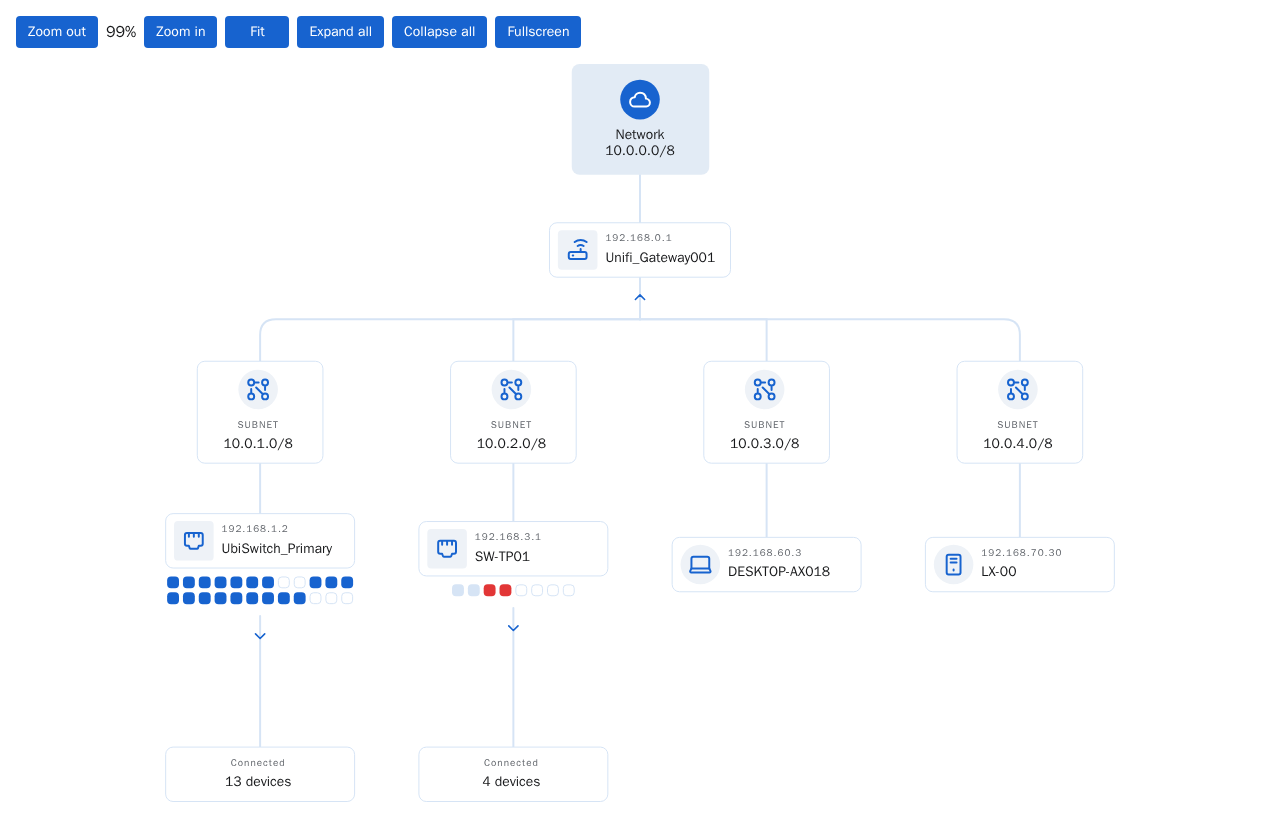 Zoom out 99% Zoom in Fit Expand all Collapse all Fullscreen
Network
10.0.0.0/8
192.168.0.1
Unifi_Gateway001
SUBNET
10.0.1.0/8
SUBNET
10.0.2.0/8
SUBNET
10.0.3.0/8
SUBNET
10.0.4.0/8
192.168.1.2
UbiSwitch_Primary
192.168.3.1
SW-TP01
192.168.60.3
DESKTOP-AX018
192.168.70.30
LX-00
Connected
13 devices
Connected
4 devices